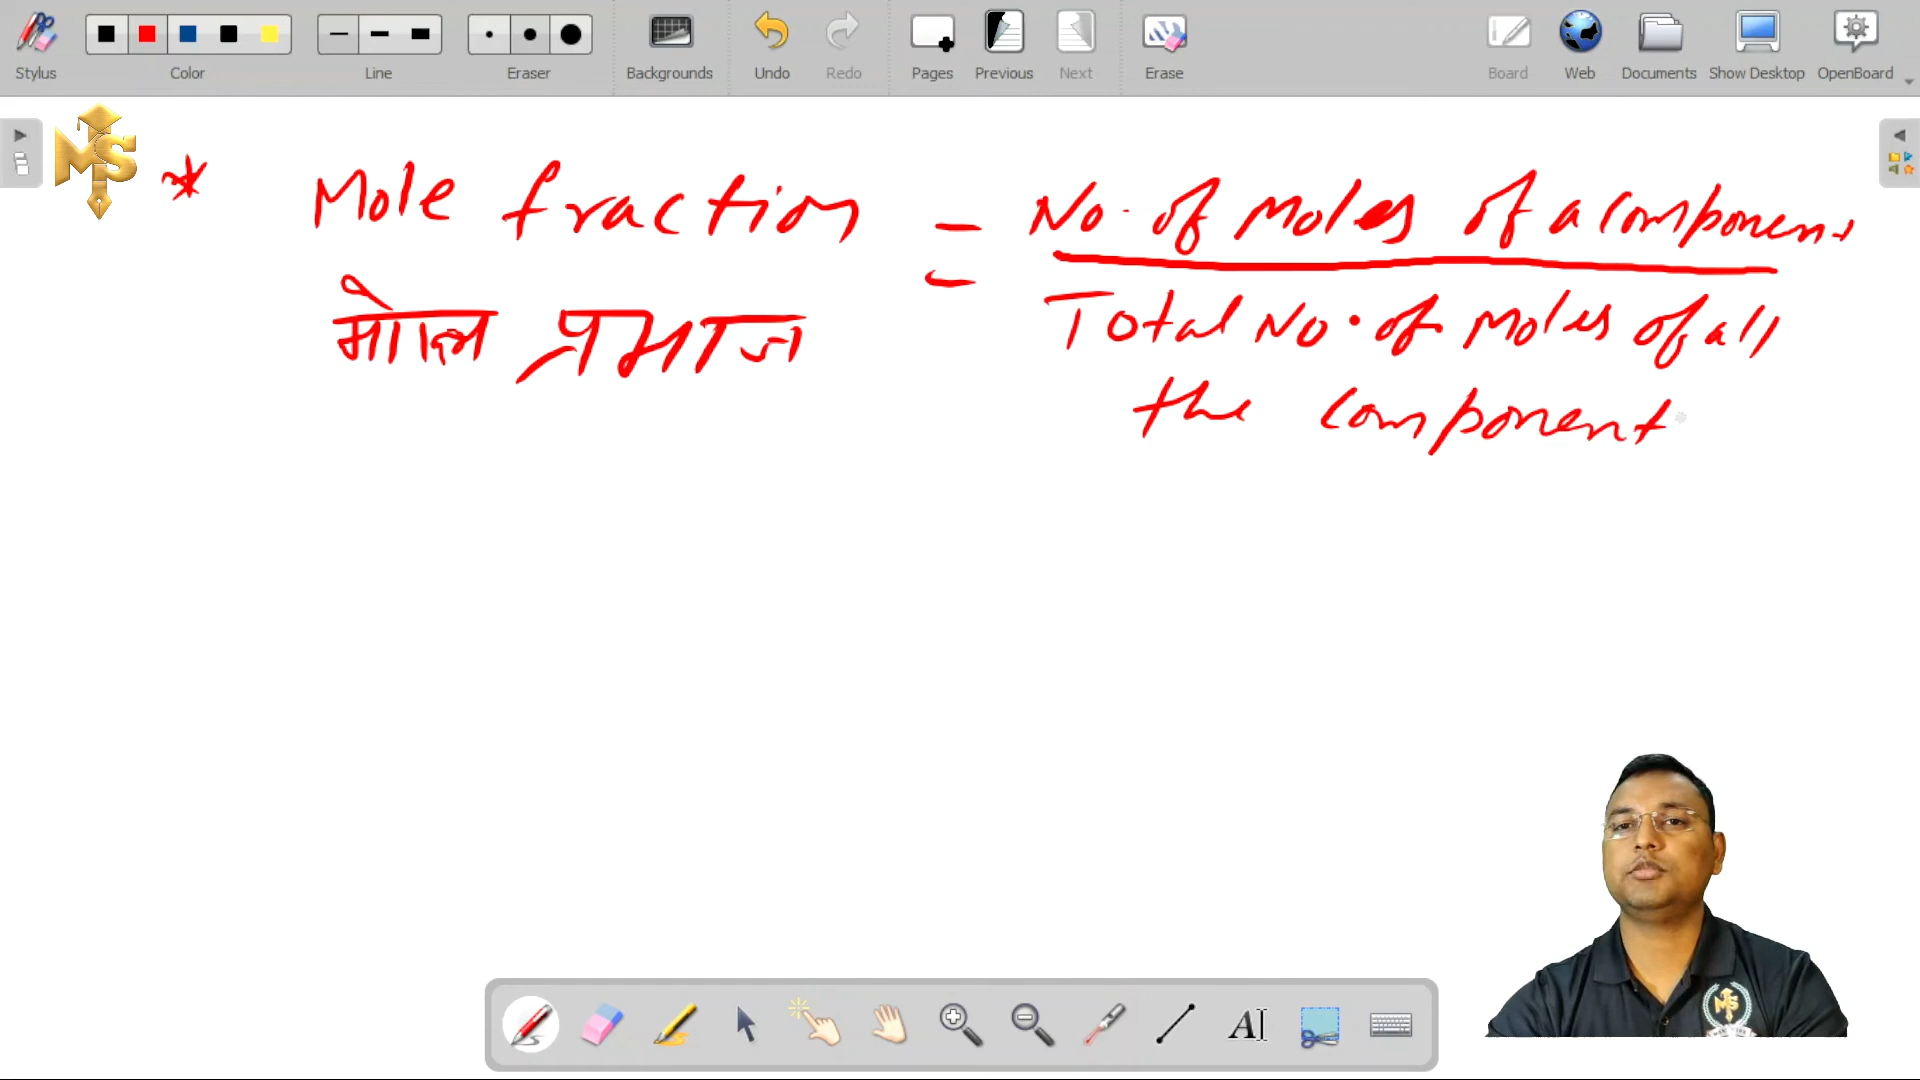 Stylus Color Line Eraser Backgrounds Undo Redo Pages Previous Next Erase Board Web Documents Show Desktop OpenBoard
MS
* Mole fraction = No. of Moles of a component
मोल प्रभाज Total No. of Moles of all
the component